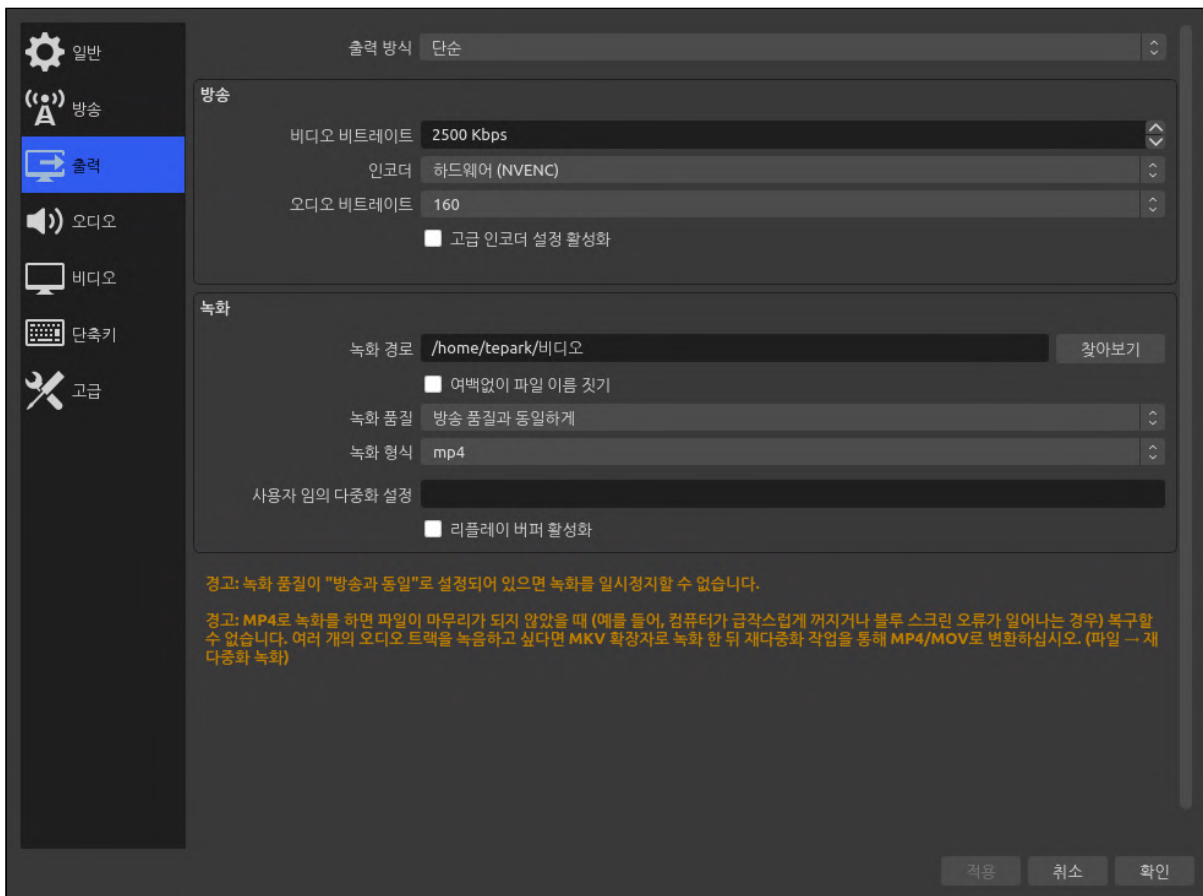 일반
방송
출력
오디오
비디오
단축키
고급
출력 방식 단순
방송
비디오 비트레이트 2500 Kbps
인코더 하드웨어 (NVENC)
오디오 비트레이트 160
고급 인코더 설정 활성화
녹화
녹화 경로 /home/tepark/비디오 찾아보기
여백없이 파일 이름 짓기
녹화 품질 방송 품질과 동일하게
녹화 형식 mp4
사용자 임의 다중화 설정
리플레이 버퍼 활성화
경고: 녹화 품질이 "방송과 동일"로 설정되어 있으면 녹화를 일시정지할 수 없습니다.
경고: MP4로 녹화를 하면 파일이 마무리가 되지 않았을 때 (예를 들어, 컴퓨터가 급작스럽게 꺼지거나 블루 스크린 오류가 일어나는 경우) 복구할
수 없습니다. 여러 개의 오디오 트랙을 녹음하고 싶다면 MKV 확장자로 녹화 한 뒤 재다중화 작업을 통해 MP4/MOV로 변환하십시오. (파일 → 재
다중화 녹화)
적용 취소 확인